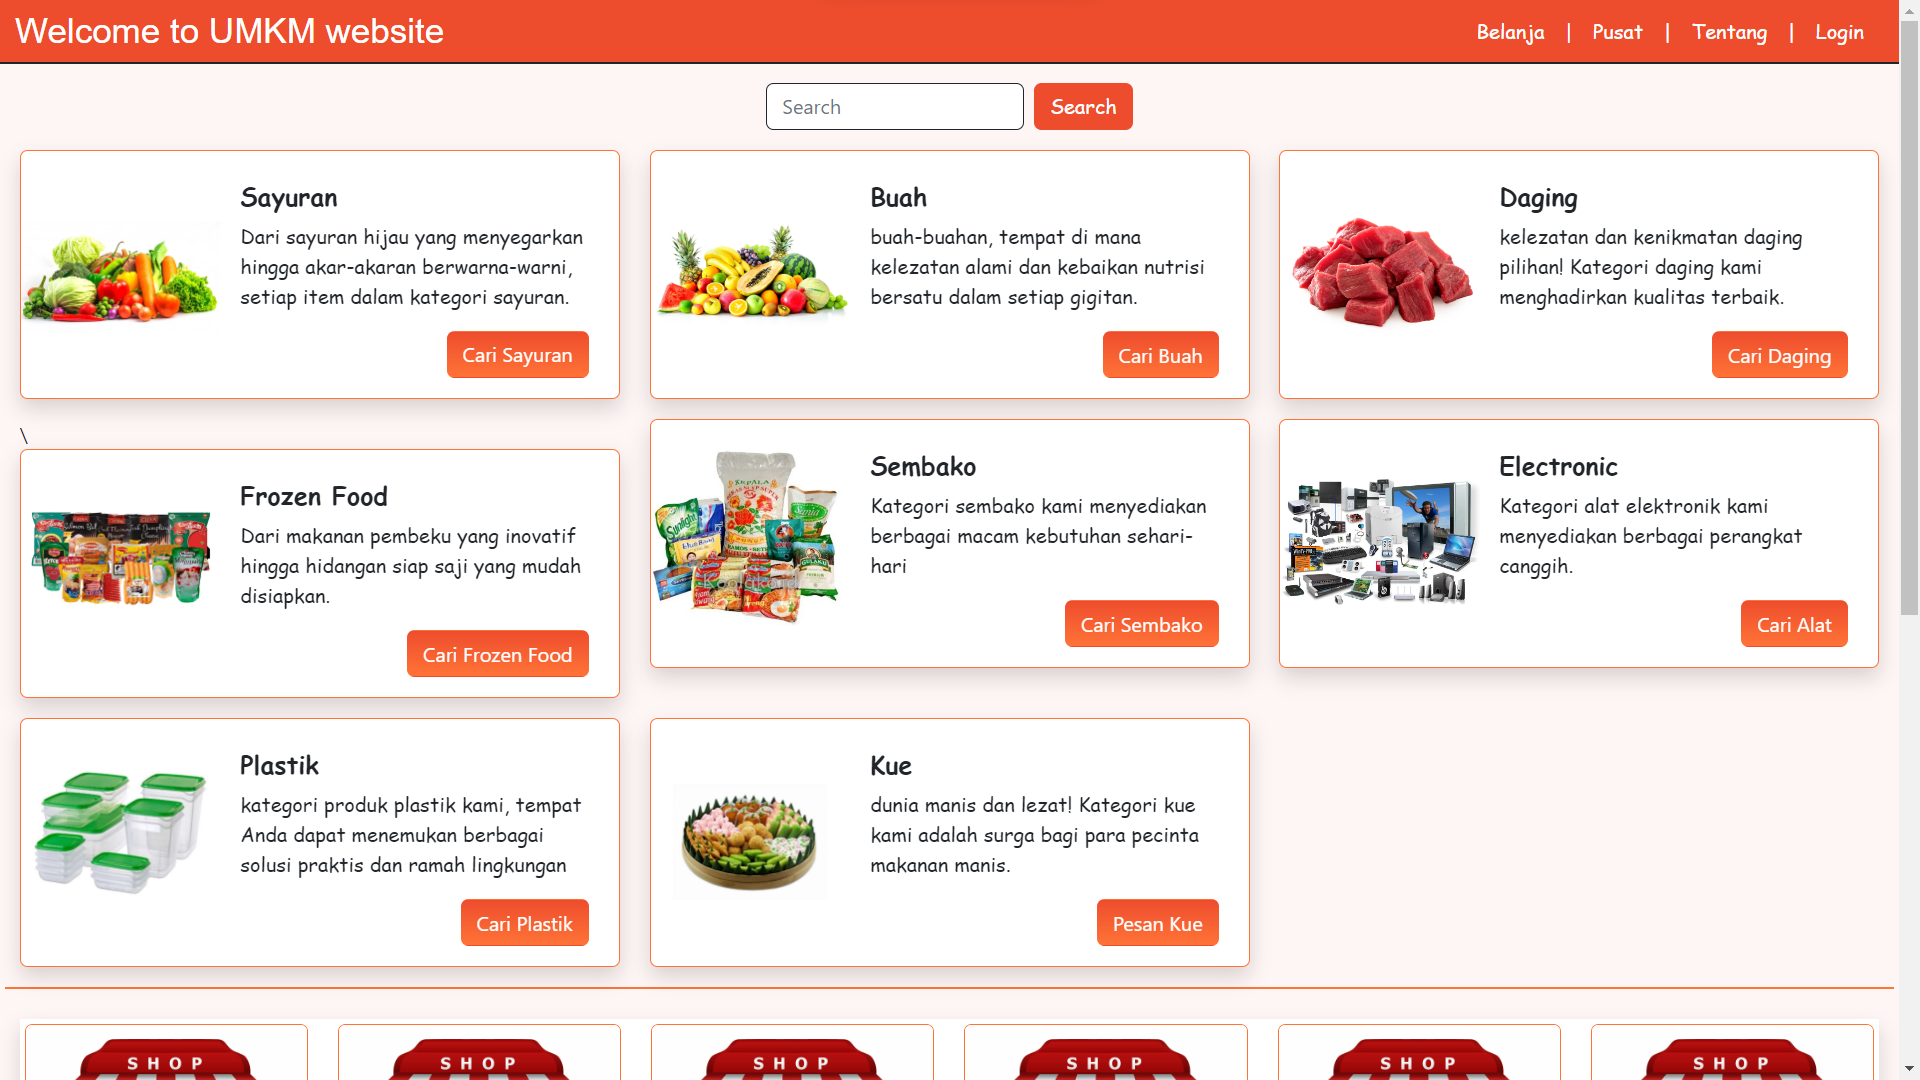 Welcome to UMKM website
Belanja | Pusat | Tentang | Login
Search
Search
Sayuran
Dari sayuran hijau yang menyegarkan
hingga akar-akaran berwarna-warni,
setiap item dalam kategori sayuran.
Cari Sayuran
Buah
buah-buahan, tempat di mana
kelezatan alami dan kebaikan nutrisi
bersatu dalam setiap gigitan.
Cari Buah
Daging
kelezatan dan kenikmatan daging
pilihan! Kategori daging kami
menghadirkan kualitas terbaik.
Cari Daging
\
Frozen Food
Dari makanan pembeku yang inovatif
hingga hidangan siap saji yang mudah
disiapkan.
Cari Frozen Food
Sunlight
KEPALA
Sania
Sembako
Kategori sembako kami menyediakan
berbagai macam kebutuhan sehari-
hari
Cari Sembako
Electronic
Kategori alat elektronik kami
menyediakan berbagai perangkat
canggih.
Cari Alat
Plastik
kategori produk plastik kami, tempat
Anda dapat menemukan berbagai
solusi praktis dan ramah lingkungan
Cari Plastik
Kue
dunia manis dan lezat! Kategori kue
kami adalah surga bagi para pecinta
makanan manis.
Pesan Kue
SHOP
SHOP
SHOP
SHOP
SHOP
SHOP